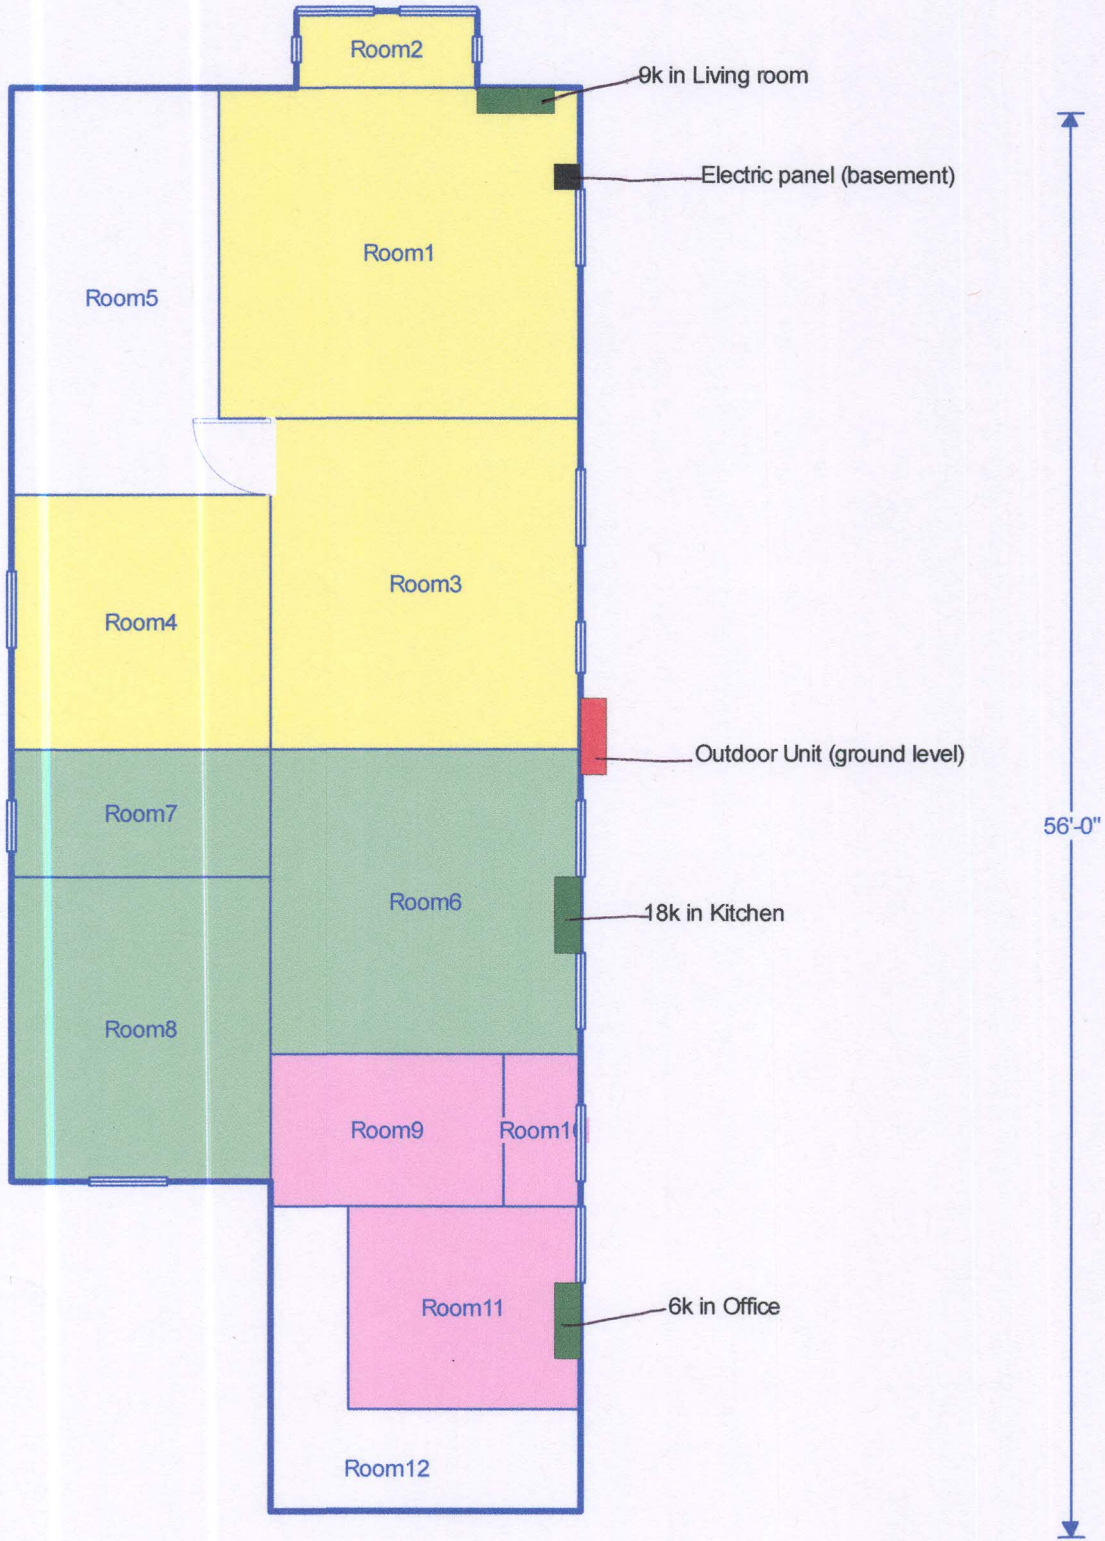 Room2
9k in Living room
Electric panel (basement)
Room1
Room5
Room3
Room4
Outdoor Unit (ground level)
Room7
56'-0"
Room6
18k in Kitchen
Room8
Room9
Room10
Room11
6k in Office
Room12